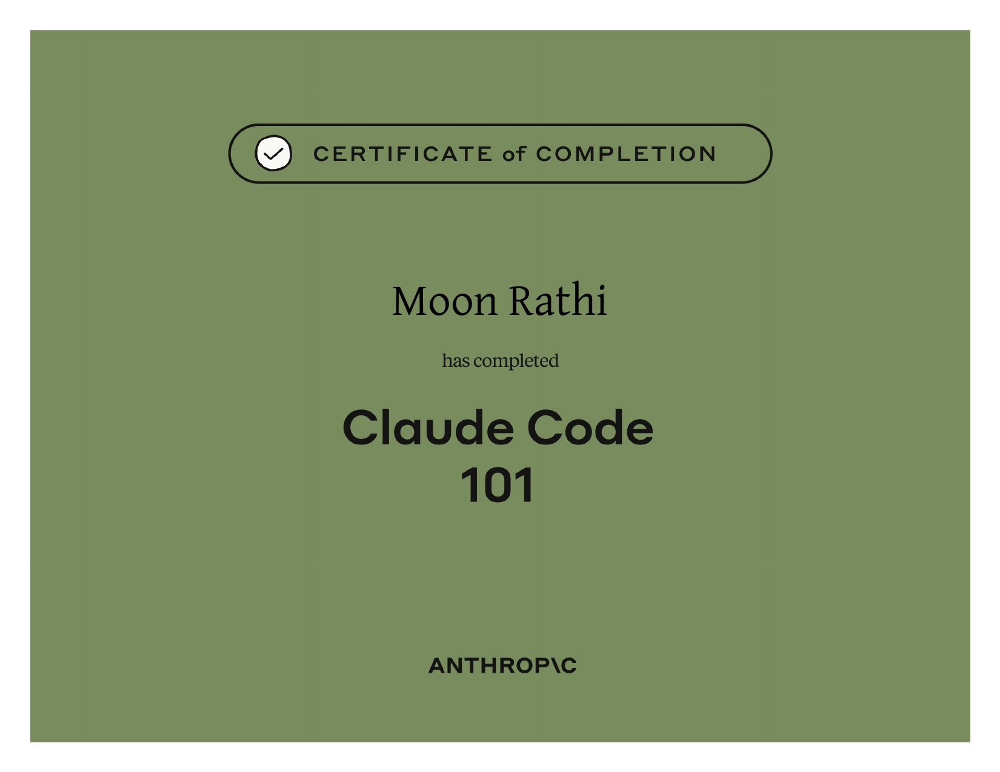 CERTIFICATE of COMPLETION
Moon Rathi
has completed
Claude Code
101
ANTHROP\C